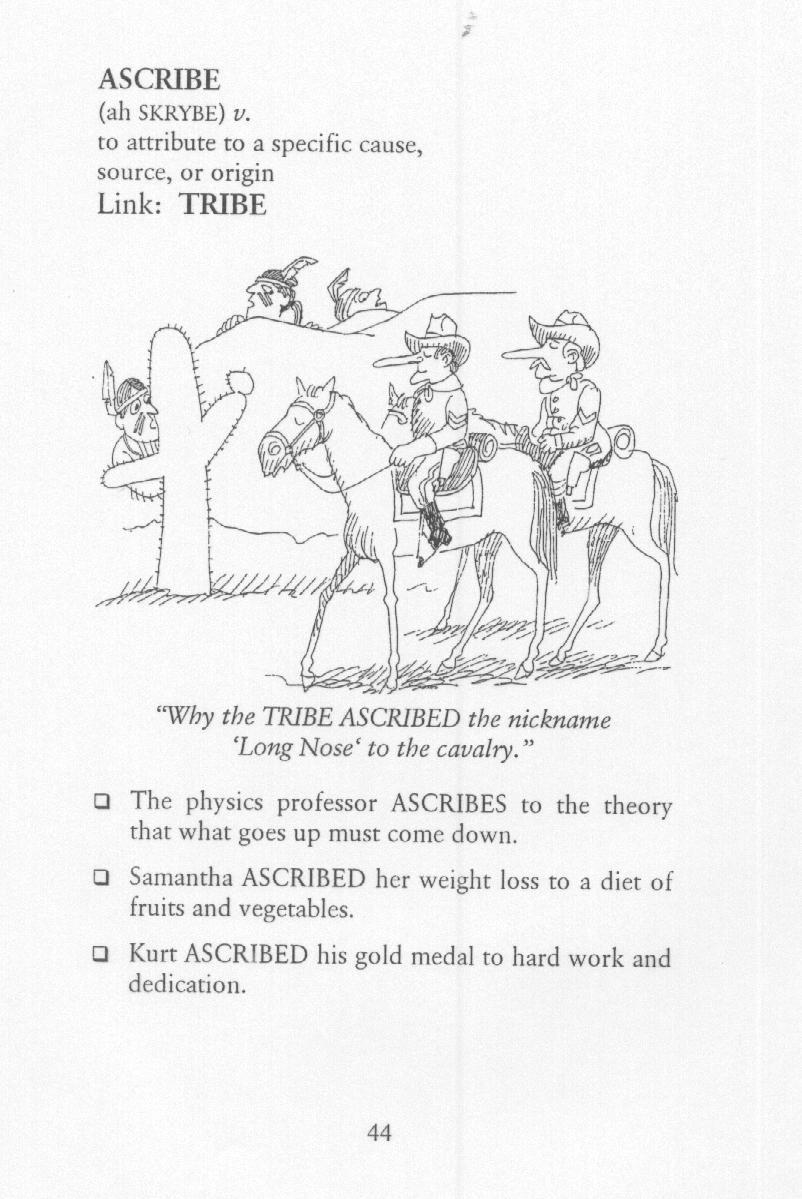 ASCRIBE
(ah SKRYBE) v.
to attribute to a specific cause,
source, or origin
Link: TRIBE
“Why the TRIBE ASCRIBED the nickname
‘Long Nose‘ to the cavalry.”
❑ The physics professor ASCRIBES to the theory
that what goes up must come down.
❑ Samantha ASCRIBED her weight loss to a diet of
fruits and vegetables.
❑ Kurt ASCRIBED his gold medal to hard work and
dedication.
44